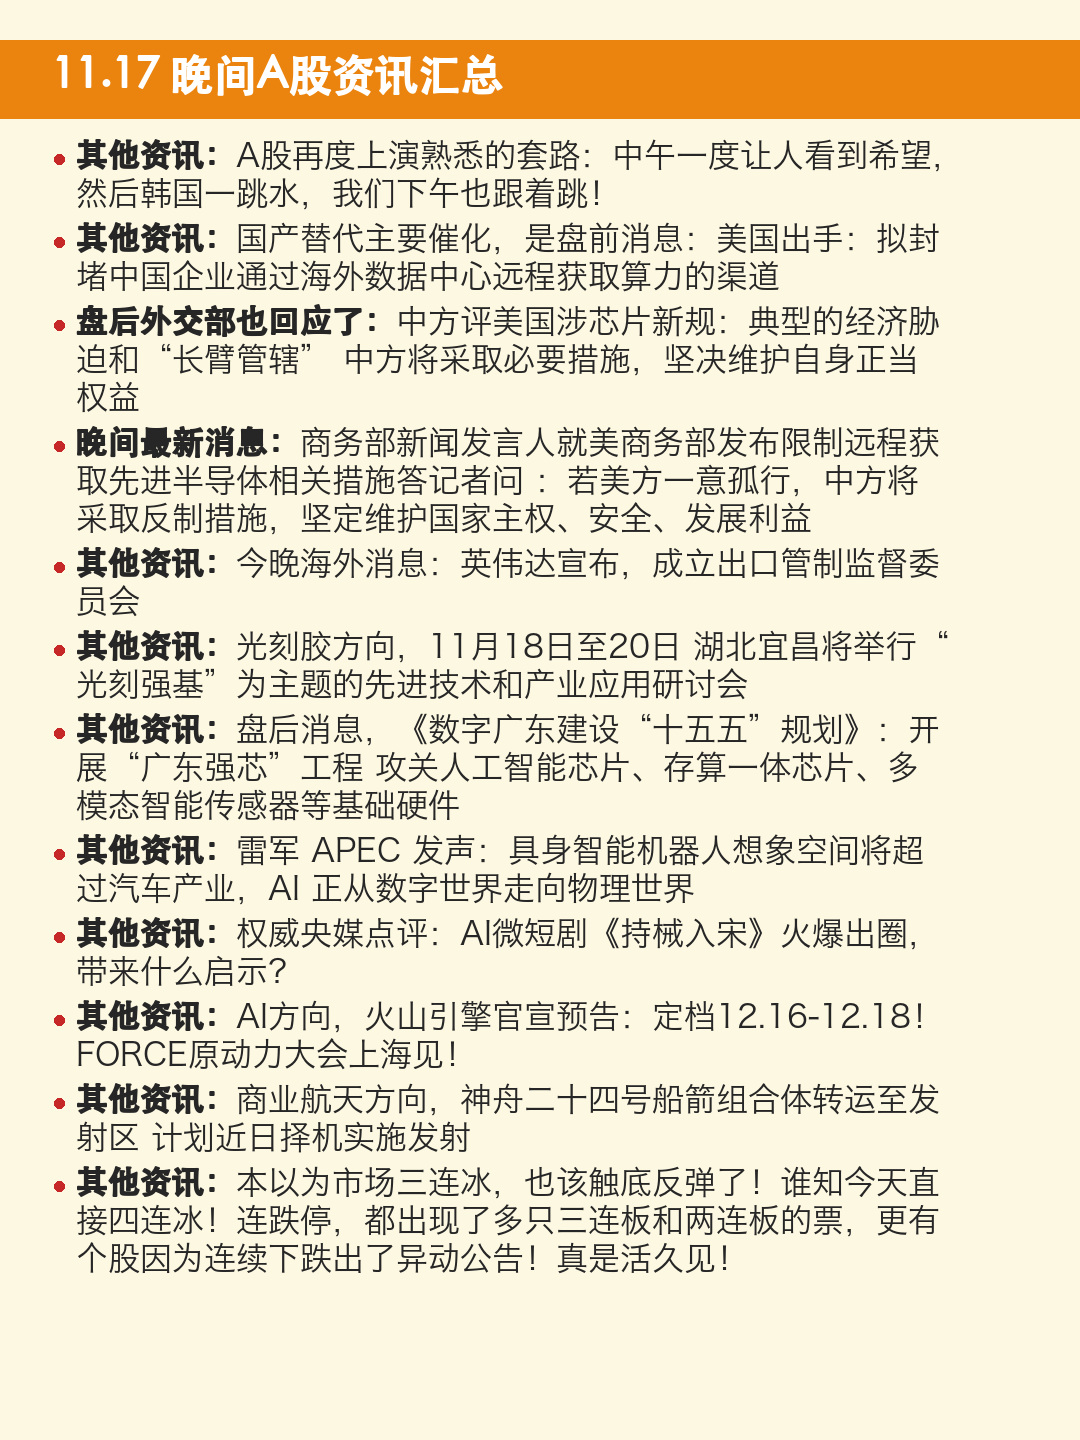 11.17 晚间A股资讯汇总
其他资讯：A股再度上演熟悉的套路：中午一度让人看到希望，
然后韩国一跳水，我们下午也跟着跳！
其他资讯：国产替代主要催化，是盘前消息：美国出手：拟封
堵中国企业通过海外数据中心远程获取算力的渠道
盘后外交部也回应了：中方评美国涉芯片新规：典型的经济胁
迫和“长臂管辖” 中方将采取必要措施，坚决维护自身正当
权益
晚间最新消息：商务部新闻发言人就美商务部发布限制远程获
取先进半导体相关措施答记者问 ：若美方一意孤行，中方将
采取反制措施，坚定维护国家主权、安全、发展利益
其他资讯：今晚海外消息：英伟达宣布，成立出口管制监督委
员会
其他资讯：光刻胶方向，11月18日至20日 湖北宜昌将举行“
光刻强基”为主题的先进技术和产业应用研讨会
其他资讯：盘后消息，《数字广东建设“十五五”规划》：开
展“广东强芯”工程 攻关人工智能芯片、存算一体芯片、多
模态智能传感器等基础硬件
其他资讯：雷军 APEC 发声：具身智能机器人想象空间将超
过汽车产业，AI 正从数字世界走向物理世界
其他资讯：权威央媒点评：AI微短剧《持械入宋》火爆出圈，
带来什么启示？
其他资讯：AI方向，火山引擎官宣预告：定档12.16-12.18！
FORCE原动力大会上海见！
其他资讯：商业航天方向，神舟二十四号船箭组合体转运至发
射区 计划近日择机实施发射
其他资讯：本以为市场三连冰，也该触底反弹了！谁知今天直
接四连冰！连跌停，都出现了多只三连板和两连板的票，更有
个股因为连续下跌出了异动公告！真是活久见！